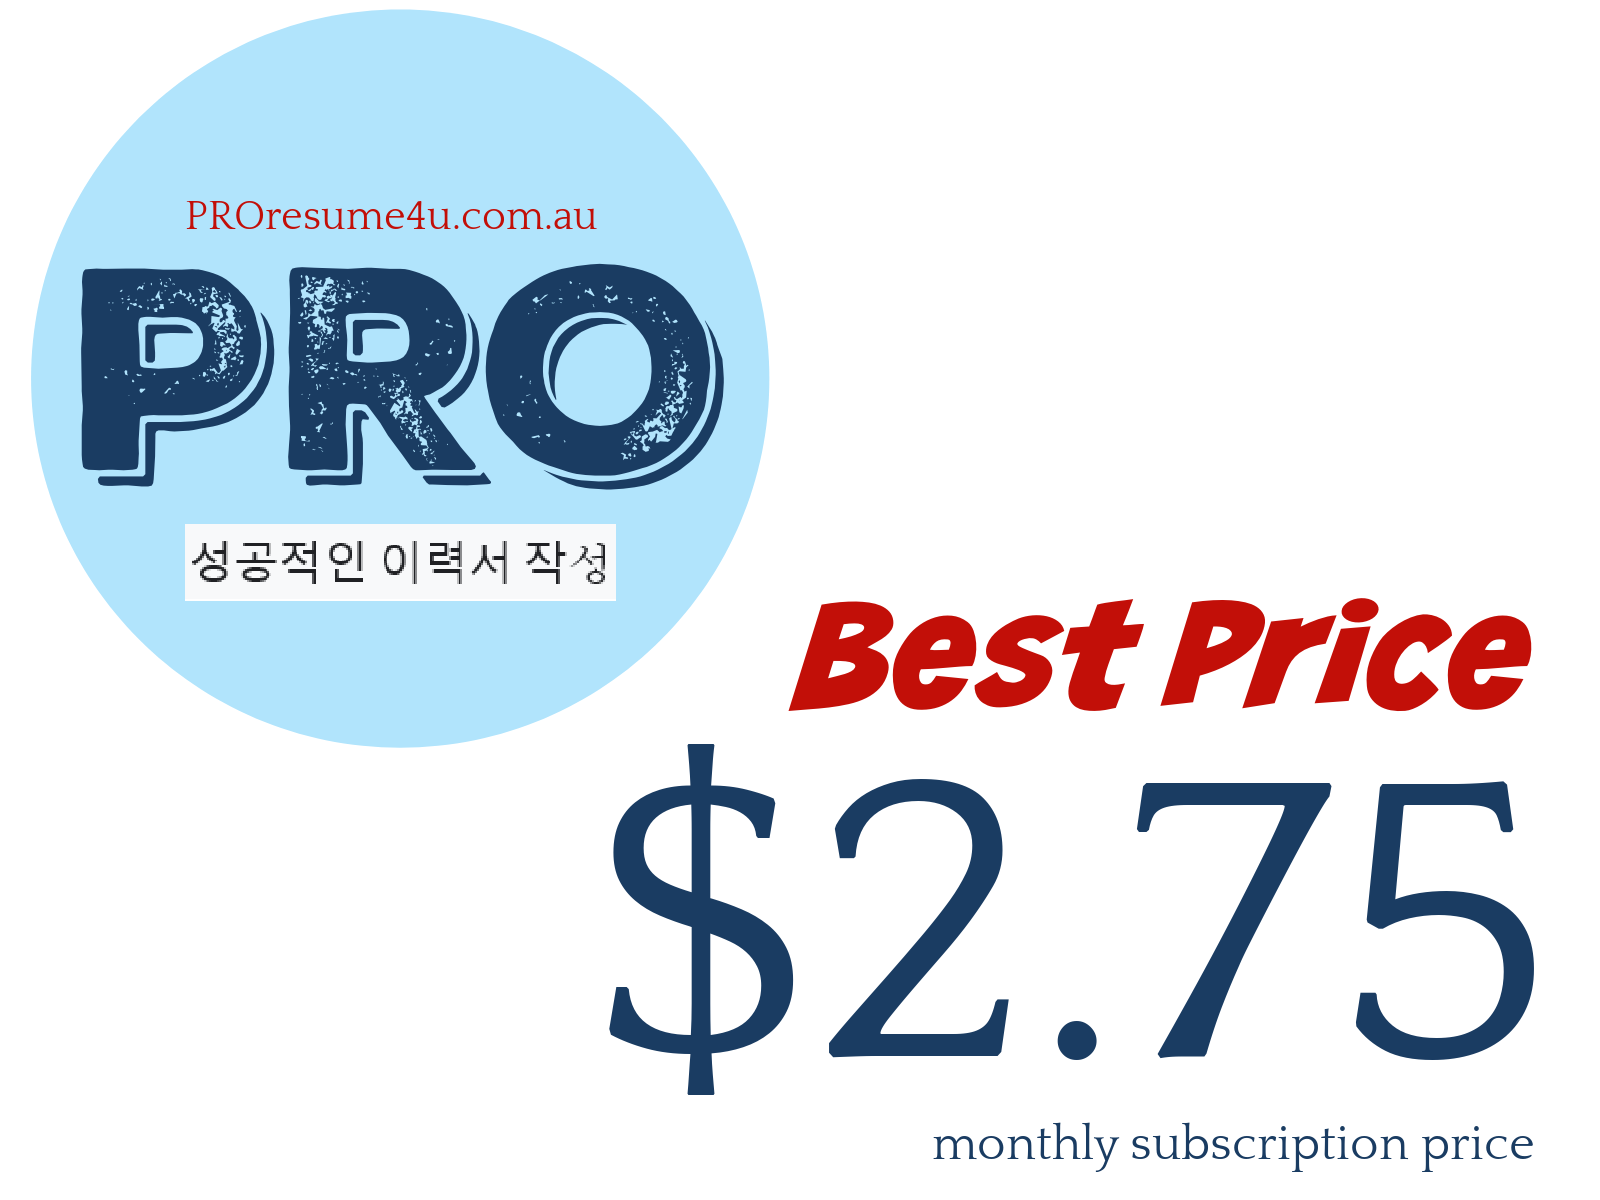 PROresume4u.com.au
PRO
성공적인 이력서 작성
Best Price
$2.75
monthly subscription price